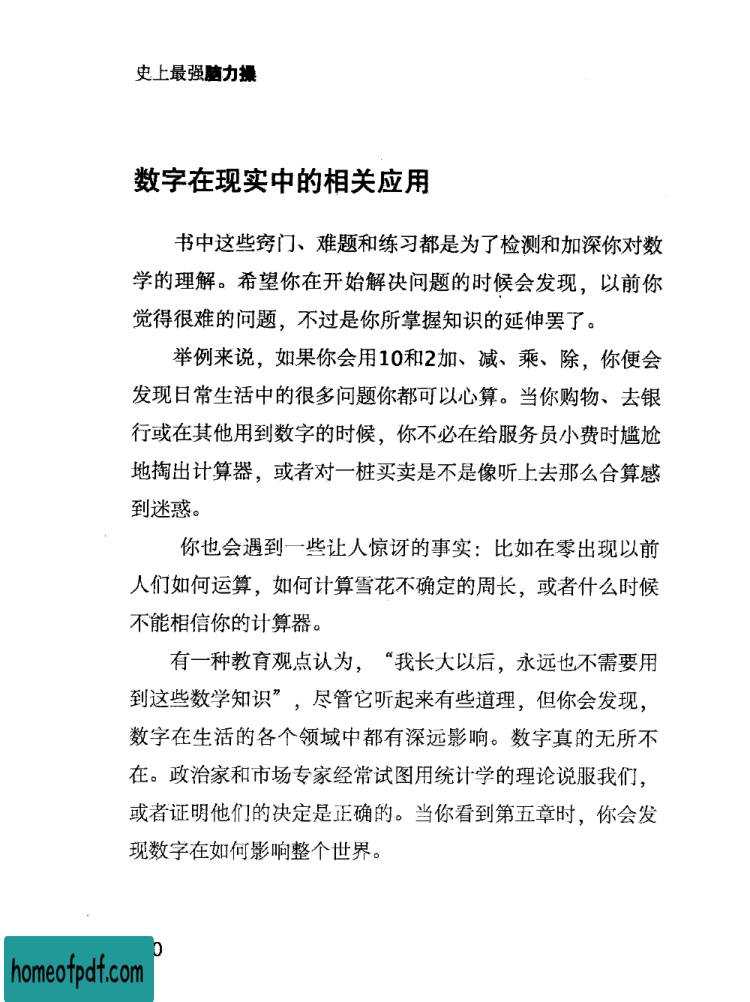 史上最强脑力操
数字在现实中的相关应用
书中这些窍门、难题和练习都是为了检测和加深你对数
学的理解。希望你在开始解决问题的时候会发现，以前你
觉得很难的问题，不过是你所掌握知识的延伸罢了。
举例来说，如果你会用10和2加、减、乘、除，你便会
发现日常生活中的很多问题你都可以心算。当你购物、去银
行或在其他用到数字的时候，你不必在给服务员小费时尴尬
地掏出计算器，或者对一桩买卖是不是像听上去那么合算感
到迷惑。
你也会遇到一些让人惊讶的事实：比如在零出现以前
人们如何运算，如何计算雪花不确定的周长，或者什么时候
不能相信你的计算器。
有一种教育观点认为，“我长大以后，永远也不需要用
到这些数学知识”，尽管它听起来有些道理，但你会发现，
数字在生活的各个领域中都有深远影响。数字真的无所不
在。政治家和市场专家经常试图用统计学的理论说服我们，
或者证明他们的决定是正确的。当你看到第五章时，你会发
现数字在如何影响整个世界。
0
homeofpdf.com